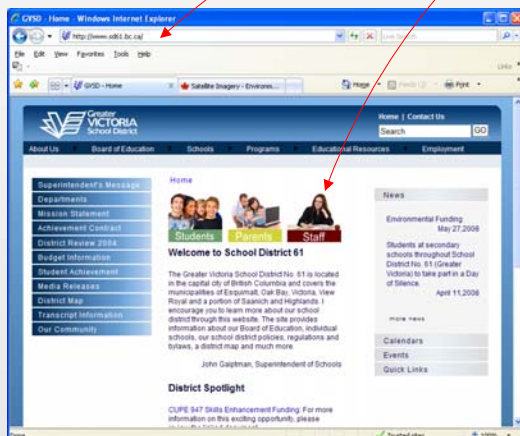 GVSD - Home - Windows Internet Explorer
http://www.sd61.bc.ca/
Live Search
File Edit View Favorites Tools Help
Links
GVSD - Home
Satellite Imagery - Environm...
Home
Feeds
Print
Greater
VICTORIA
School District
Home | Contact Us
Search
GO
About Us
Board of Education
Schools
Programs
Educational Resources
Employment
Superintendent's Message
Departments
Mission Statement
Achievement Contract
District Review 2004
Budget Information
Student Achievement
Media Releases
District Map
Transcript Information
Our Community
Home
Students
Parents
Staff
Welcome to School District 61
The Greater Victoria School District No. 61 is located
in the capital city of British Columbia and covers the
municipalities of Esquimalt, Oak Bay, Victoria, View
Royal and a portion of Saanich and Highlands. I
encourage you to learn more about our school
district through this website. The site provides
information about our Board of Education, individual
schools, our school district policies, regulations and
bylaws, a district map and much more.
John Gaiptman, Superintendent of Schools
District Spotlight
CUPE 947 Skills Enhancement Funding. For more
information on this exciting opportunity, please
News
Environmental Funding
May 27,2008
Students at secondary
schools throughout School
District No. 61 (Greater
Victoria) to take part in a Day
of Silence.
April 11,2008
more news
Calendars
Events
Quick Links
Done
Trusted sites
100%